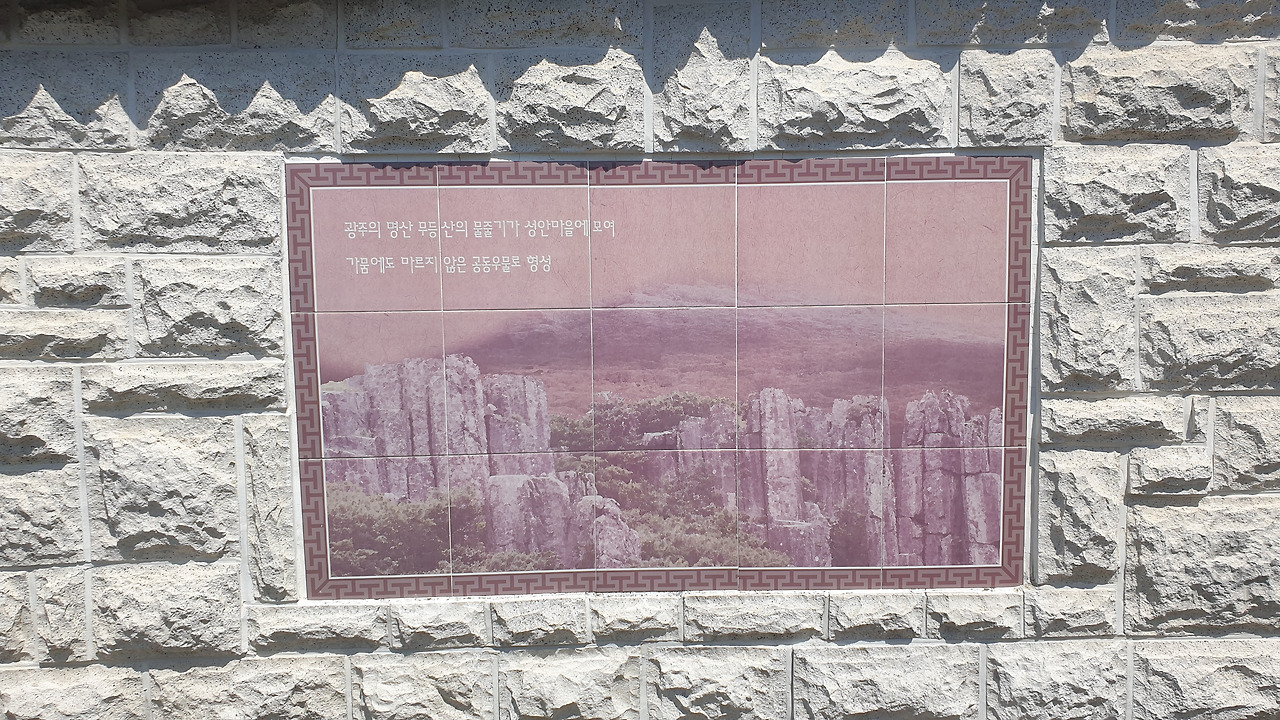 광주의 명산 무등산의 물줄기가 성안마을에 모여
가뭄에도 마르지 않은 공동우물로 형성